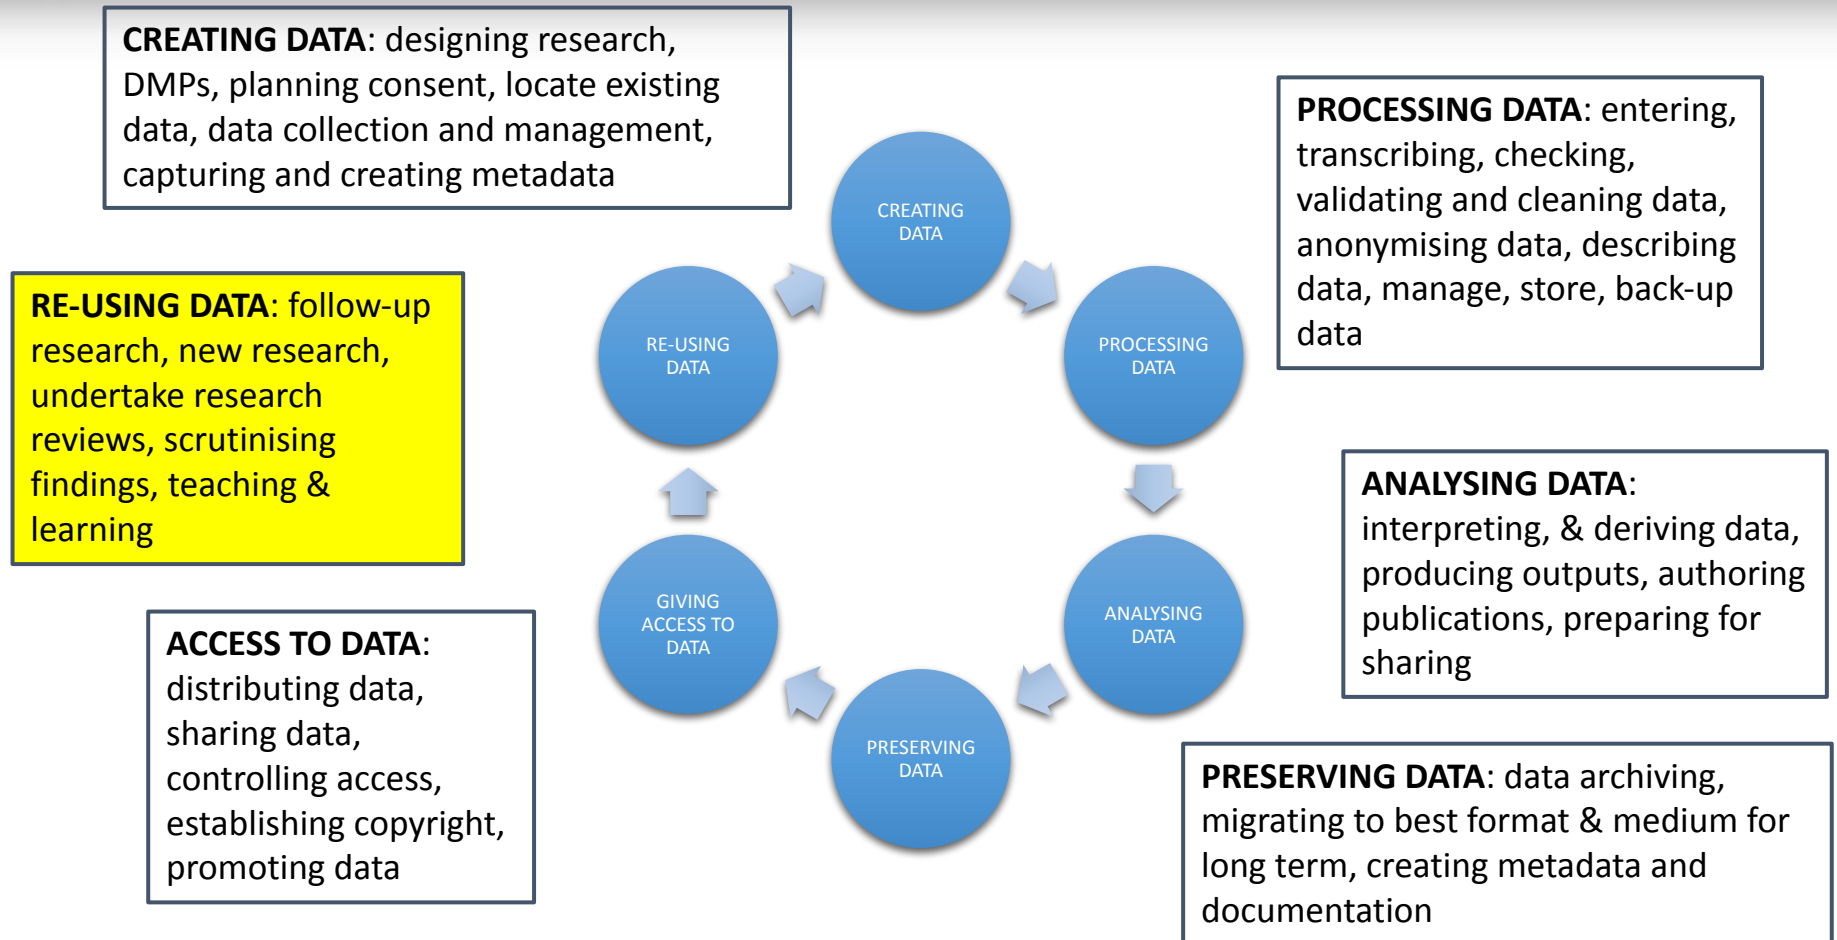 CREATING DATA: designing research,
DMPs, planning consent, locate existing
data, data collection and management,
capturing and creating metadata
PROCESSING DATA: entering,
transcribing, checking,
validating and cleaning data,
anonymising data, describing
data, manage, store, back-up
data
RE-USING DATA: follow-up
research, new research,
undertake research
reviews, scrutinising
findings, teaching &
learning
CREATING
DATA
RE-USING
DATA
PROCESSING
DATA
ANALYSING DATA:
interpreting, & deriving data,
producing outputs, authoring
publications, preparing for
sharing
GIVING
ACCESS TO
DATA
ANALYSING
DATA
ACCESS TO DATA:
distributing data,
sharing data,
controlling access,
establishing copyright,
promoting data
PRESERVING
DATA
PRESERVING DATA: data archiving,
migrating to best format & medium for
long term, creating metadata and
documentation